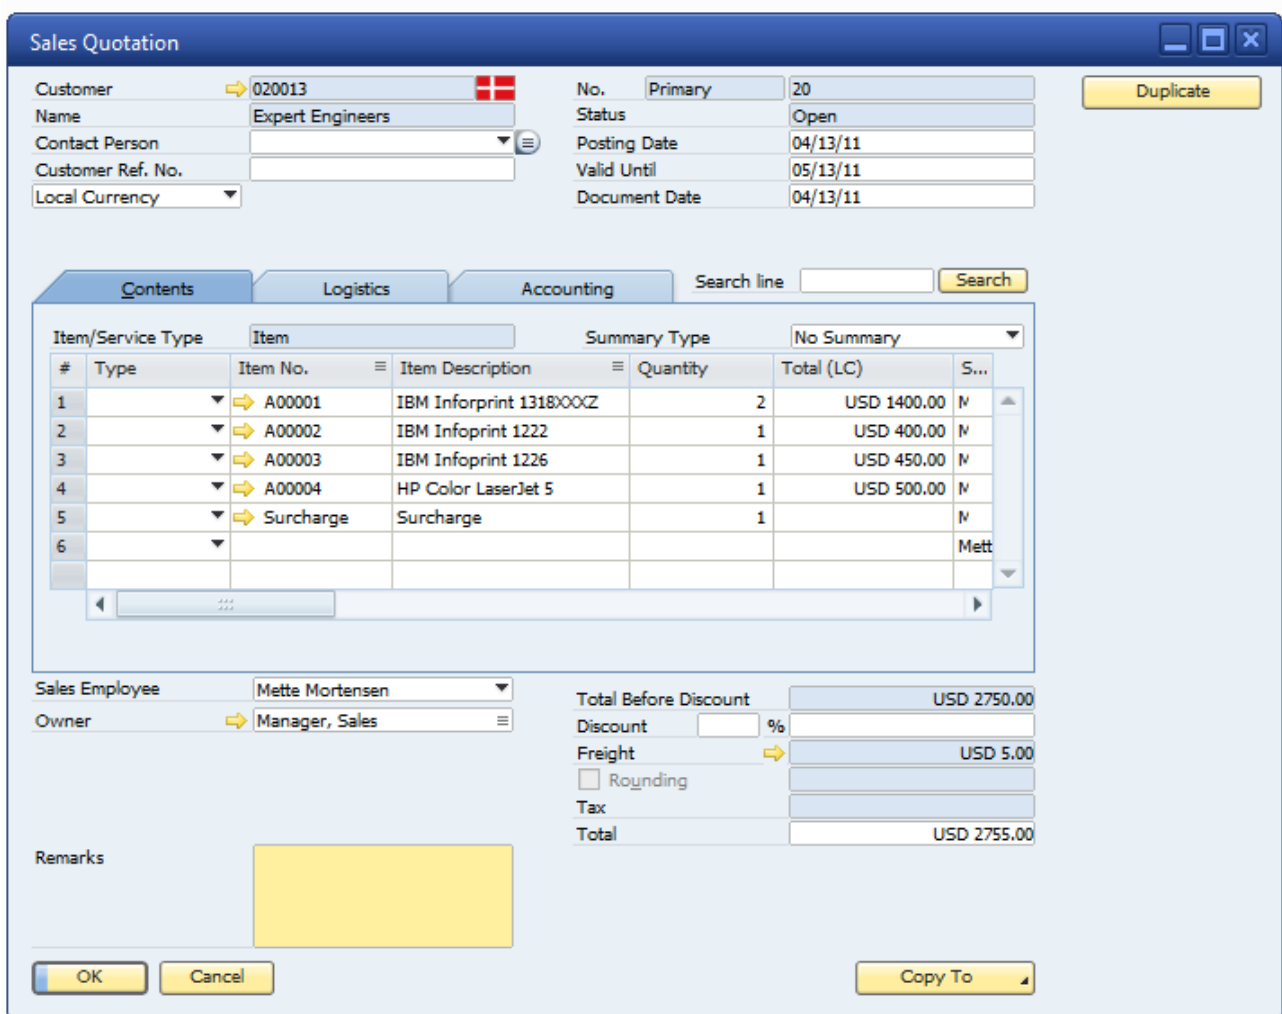 Sales Quotation
Customer 020013 No. Primary 20 Duplicate
Name Expert Engineers Status Open
Contact Person Posting Date 04/13/11
Customer Ref. No. Valid Until 05/13/11
Local Currency Document Date 04/13/11
Contents Logistics Accounting Search line Search
Item/Service Type Item Summary Type No Summary
# Type Item No. Item Description Quantity Total (LC) S...
1 A00001 IBM Inforprint 1318XXXZ 2 USD 1400.00 M
2 A00002 IBM Infoprint 1222 1 USD 400.00 M
3 A00003 IBM Infoprint 1226 1 USD 450.00 M
4 A00004 HP Color LaserJet 5 1 USD 500.00 M
5 Surcharge Surcharge 1 M
6 Mett
Sales Employee Mette Mortensen Total Before Discount USD 2750.00
Owner Manager, Sales Discount %
Freight USD 5.00
Rounding
Tax
Total USD 2755.00
Remarks
OK Cancel Copy To